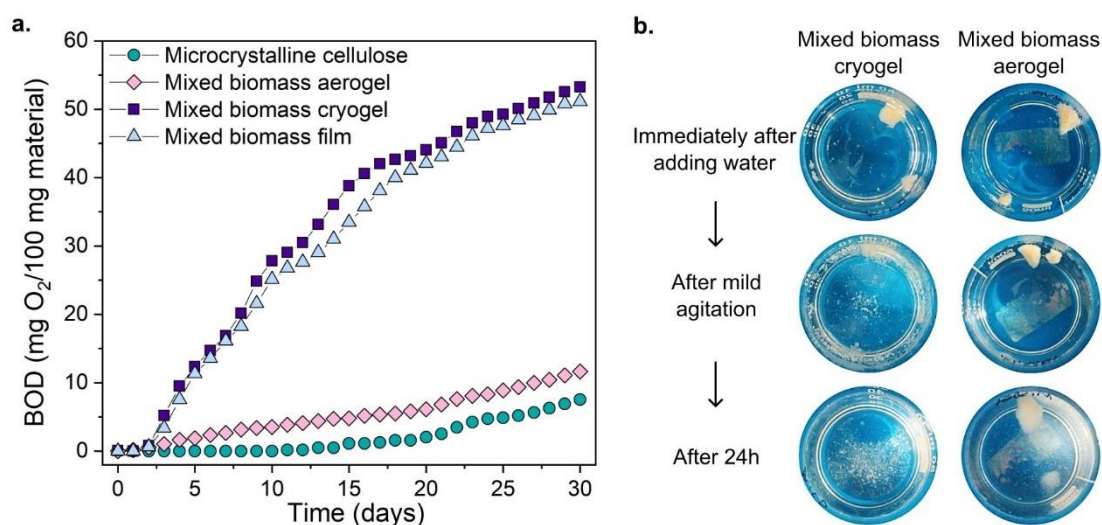 a.
60
50
40
30
20
10
0
BOD (mg O2/100 mg material)
Microcrystalline cellulose
Mixed biomass aerogel
Mixed biomass cryogel
Mixed biomass film
0 5 10 15 20 25 30
Time (days)
b.
Mixed biomass
cryogel
Mixed biomass
aerogel
Immediately after
adding water
After mild
agitation
After 24h